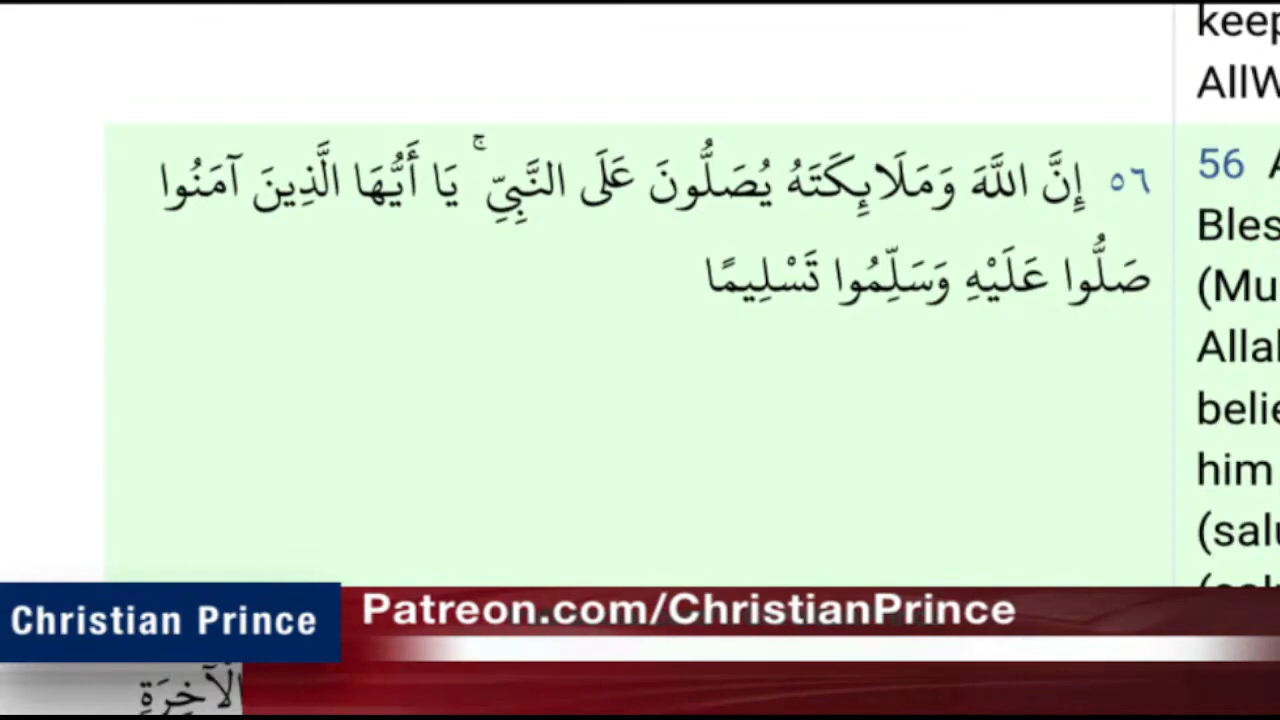 keep
AllW
٥٦ إِنَّ اللَّهَ وَمَلَائِكَتَهُ يُصَلُّونَ عَلَى النَّبِيِّ ۚ يَا أَيُّهَا الَّذِينَ آمَنُوا
صَلُّوا عَلَيْهِ وَسَلِّمُوا تَسْلِيمًا
56 A
Bles
(Mu
Allah
belie
him
(salu
Christian Prince
Patreon.com/ChristianPrince
الْآخِرَةِ